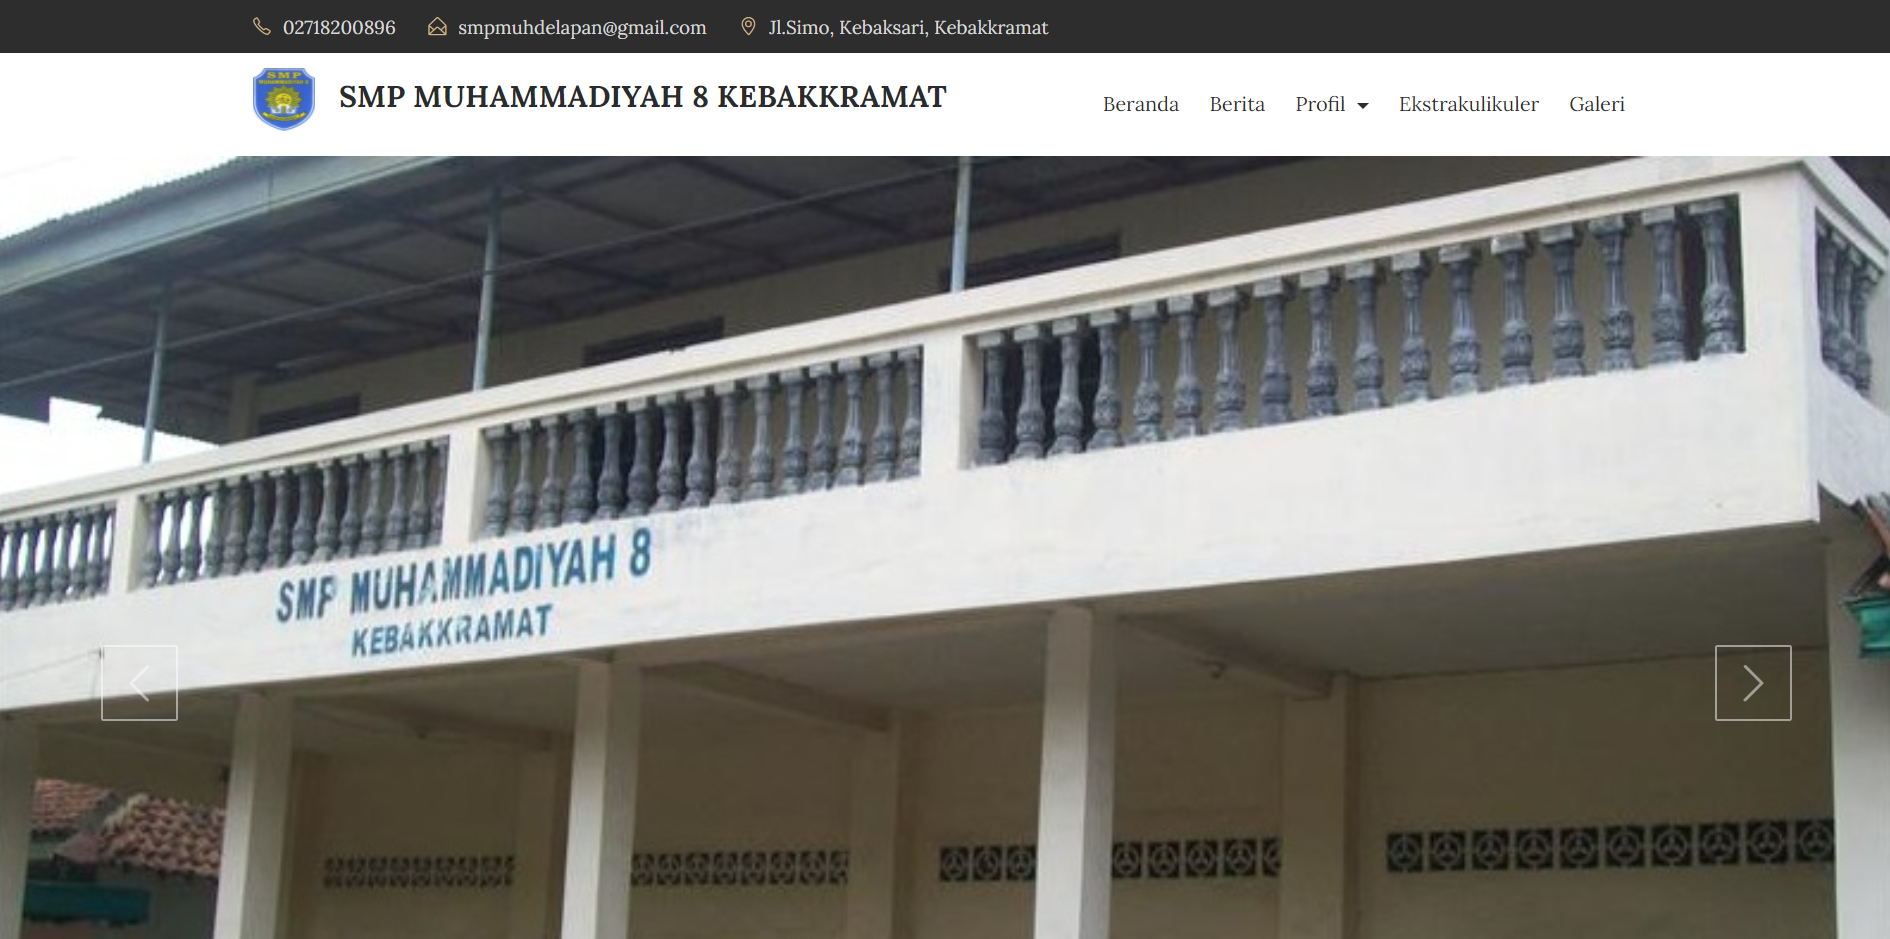 02718200896 smpmuhdelapan@gmail.com Jl.Simo, Kebaksari, Kebakkramat
SMP
SMP MUHAMMADIYAH 8 KEBAKKRAMAT
Beranda Berita Profil Ekstrakulikuler Galeri
SMP MUHAMMADIYAH 8
KEBAKKRAMAT